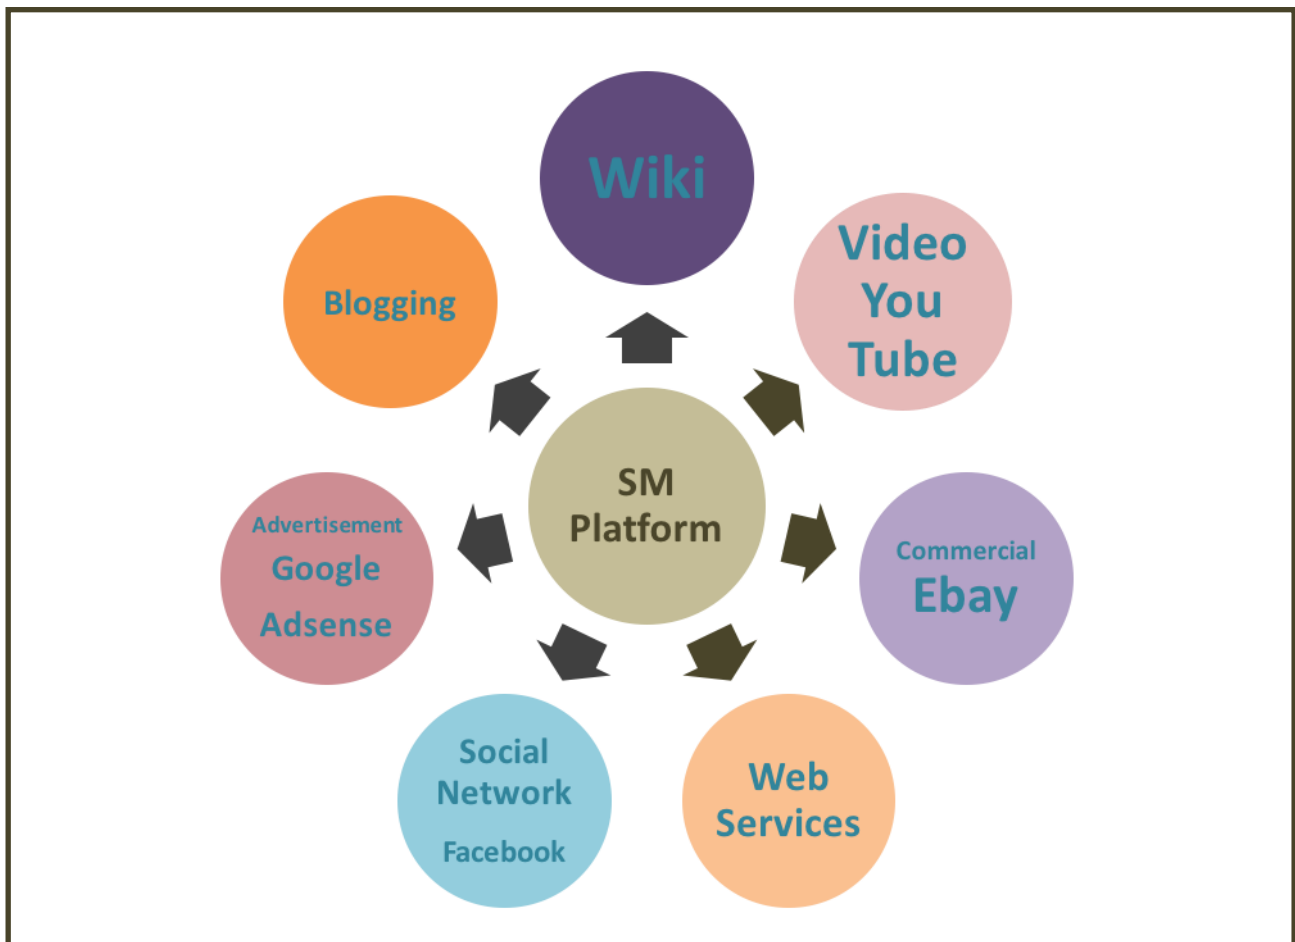 Wiki
Video
You
Tube
Blogging
SM
Platform
Advertisement
Google
Adsense
Commercial
Ebay
Social
Network
Facebook
Web
Services